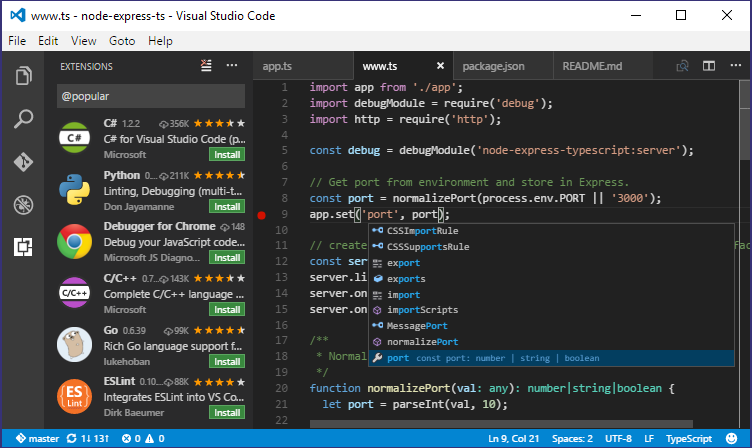 www.ts - node-express-ts - Visual Studio Code
File Edit View Goto Help
EXTENSIONS
@popular
C# 1.2.2 356K
C# for Visual Studio Code (p...
Microsoft Install
Python 0.... 211K
Linting, Debugging (multi-t...
Don Jayamanne Install
Debugger for Chrome 148
Debug your JavaScript code...
Microsoft JS Diagno... Install
C/C++ 0.7... 143K
Complete C/C++ language ...
Microsoft Install
Go 0.6.39 99K
Rich Go language support f...
lukehoban Install
ESLint 0.10... 88K
Integrates ESLint into VS Co...
Dirk Baeumer Install
C#
C/C++
ES
Lint
app.ts www.ts package.json README.md
1 import app from './app';
2 import debugModule = require('debug');
3 import http = require('http');
4
5 const debug = debugModule('node-express-typescript:server');
6
7 // Get port from environment and store in Express.
8 const port = normalizePort(process.env.PORT || '3000');
9 app.set('port', port);
10
11 // create fac
12 const ser
13 server.li
14 server.on
15 server.on
16
17 /**
18 * Normal
19 */
20 function normalizePort(val: any): number|string|boolean {
21 let port = parseInt(val, 10);
22
CSSImportRule
CSSSupportsRule
export
exports
import
importScripts
MessagePort
normalizePort
port const port: number | string | boolean
master 13↑ 0 0 Ln 9, Col 21 Spaces: 2 UTF-8 LF TypeScript